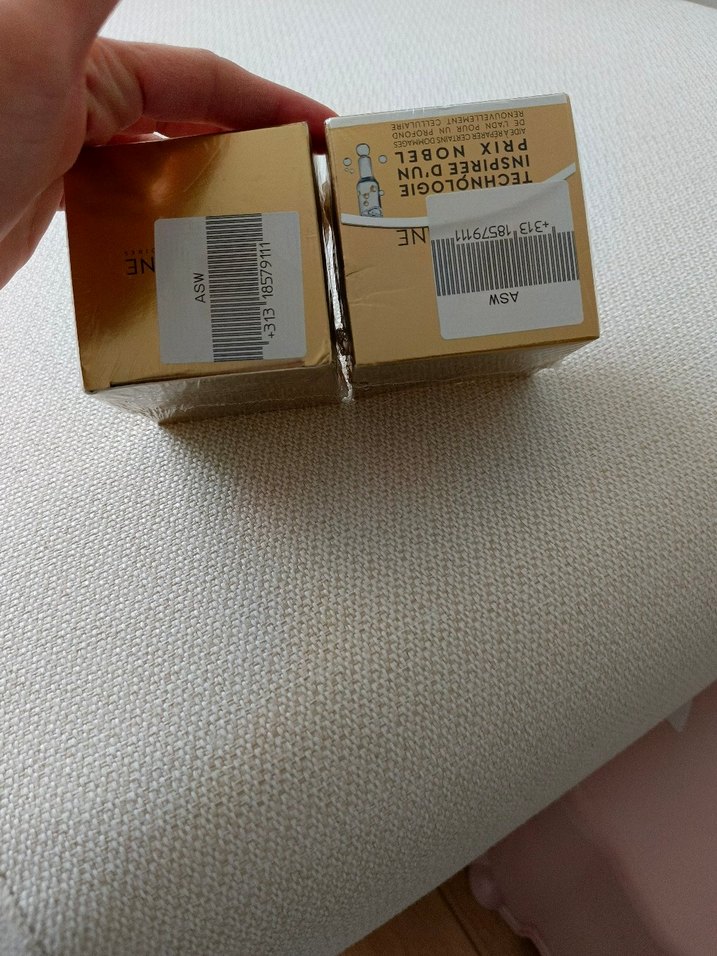 NE
ASW
+313 18579111
TECHNOLOGIE
INSPIRÉE D'UN
PRIX NOBEL
AIDE À RÉPARER CERTAINS DOMMAGES
DE L'ADN POUR UN PROFOND
RENOUVELLEMENT CELLULAIRE
NE
+313 18579111
ASW